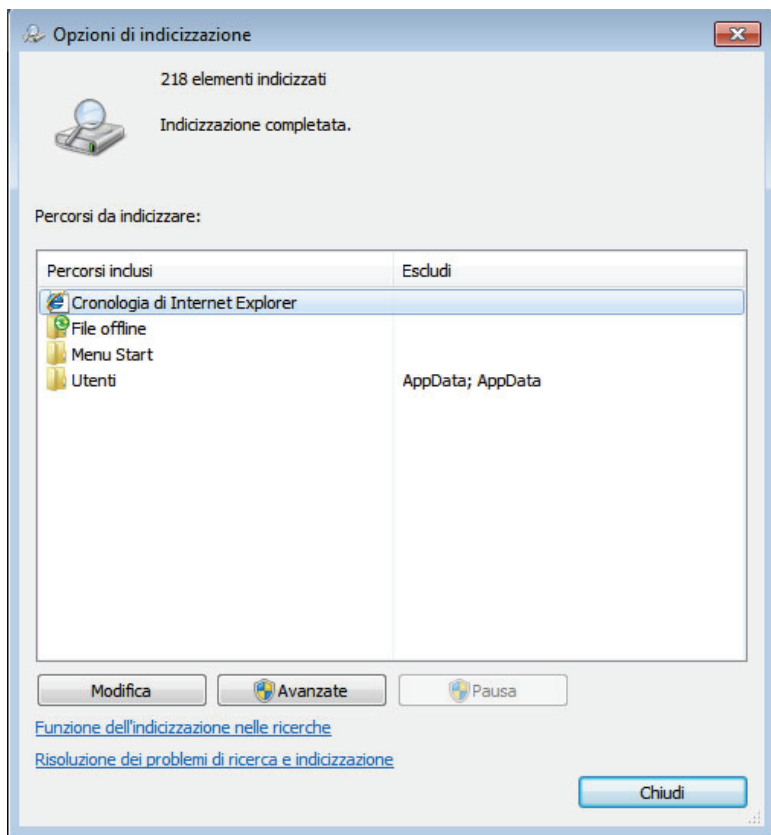 Opzioni di indicizzazione
218 elementi indicizzati
Indicizzazione completata.
Percorsi da indicizzare:
Percorsi inclusi Escludi
Cronologia di Internet Explorer
File offline
Menu Start
Utenti AppData; AppData
Modifica Avanzate Pausa
Funzione dell'indicizzazione nelle ricerche
Risoluzione dei problemi di ricerca e indicizzazione
Chiudi